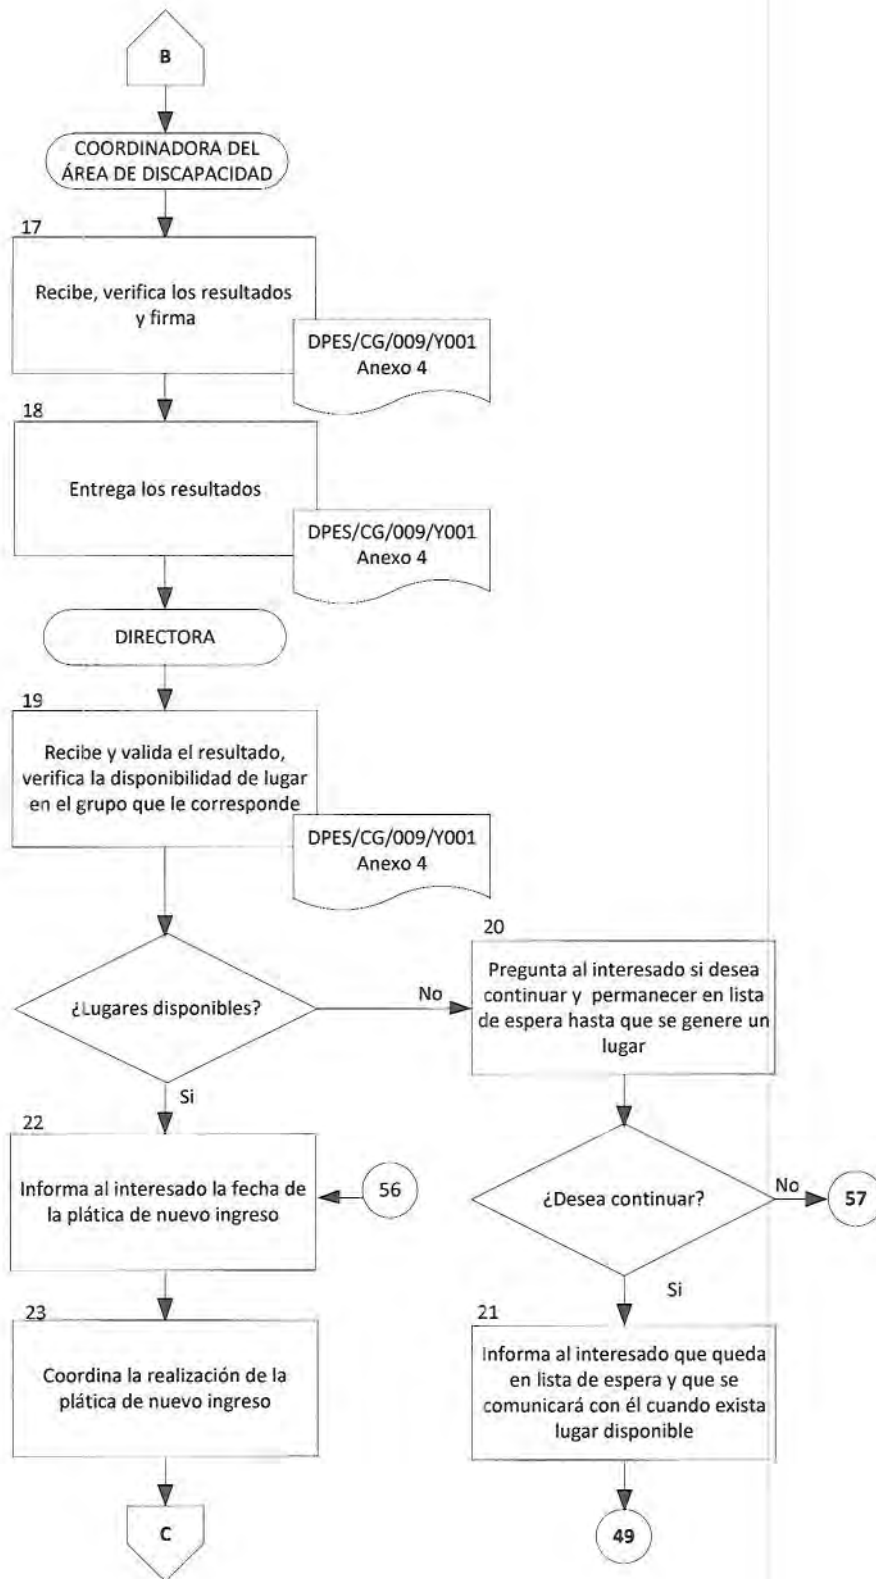 B
COORDINADORA DEL
ÁREA DE DISCAPACIDAD
17
Recibe, verifica los resultados
y firma
DPES/CG/009/Y001
Anexo 4
18
Entrega los resultados
DPES/CG/009/Y001
Anexo 4
DIRECTORA
19
Recibe y valida el resultado,
verifica la disponibilidad de lugar
en el grupo que le corresponde
DPES/CG/009/Y001
Anexo 4
¿Lugares disponibles?
No
20
Pregunta al interesado si desea
continuar y permanecer en lista
de espera hasta que se genere un
lugar
Si
22
Informa al interesado la fecha de
la plática de nuevo ingreso
56
¿Desea continuar?
No
57
Si
23
Coordina la realización de la
plática de nuevo ingreso
21
Informa al interesado que queda
en lista de espera y que se
comunicará con él cuando exista
lugar disponible
C
49